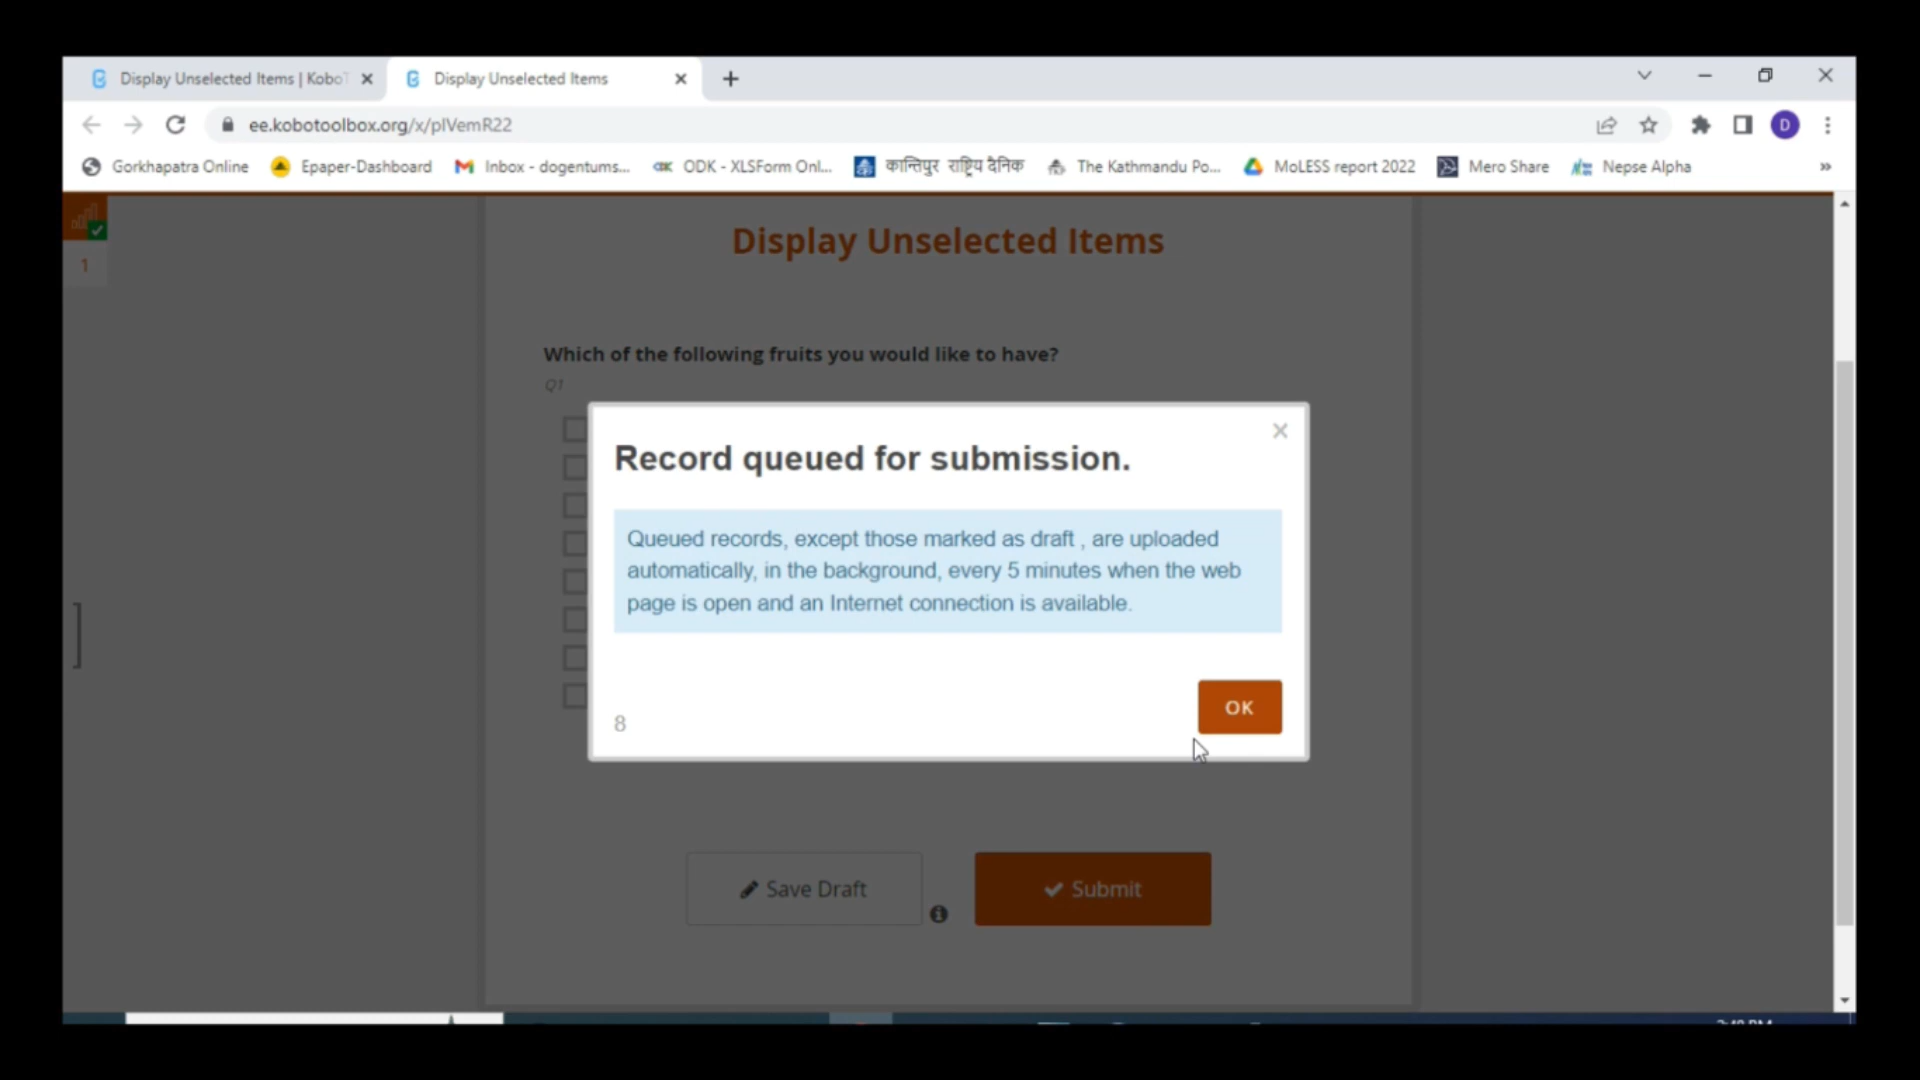 Display Unselected Items | Kobo
Display Unselected Items
ee.kobotoolbox.org/x/plVemR22
D
Gorkhapatra Online
Epaper-Dashboard
Inbox - dogentums...
ODK - XLSForm Onl...
कान्तिपुर राष्ट्रिय दैनिक
The Kathmandu Po...
MoLESS report 2022
Mero Share
Nepse Alpha
»
1
Display Unselected Items
Which of the following fruits you would like to have?
Q1
Record queued for submission.
Queued records, except those marked as draft , are uploaded
automatically, in the background, every 5 minutes when the web
page is open and an Internet connection is available.
8
OK
Save Draft
Submit